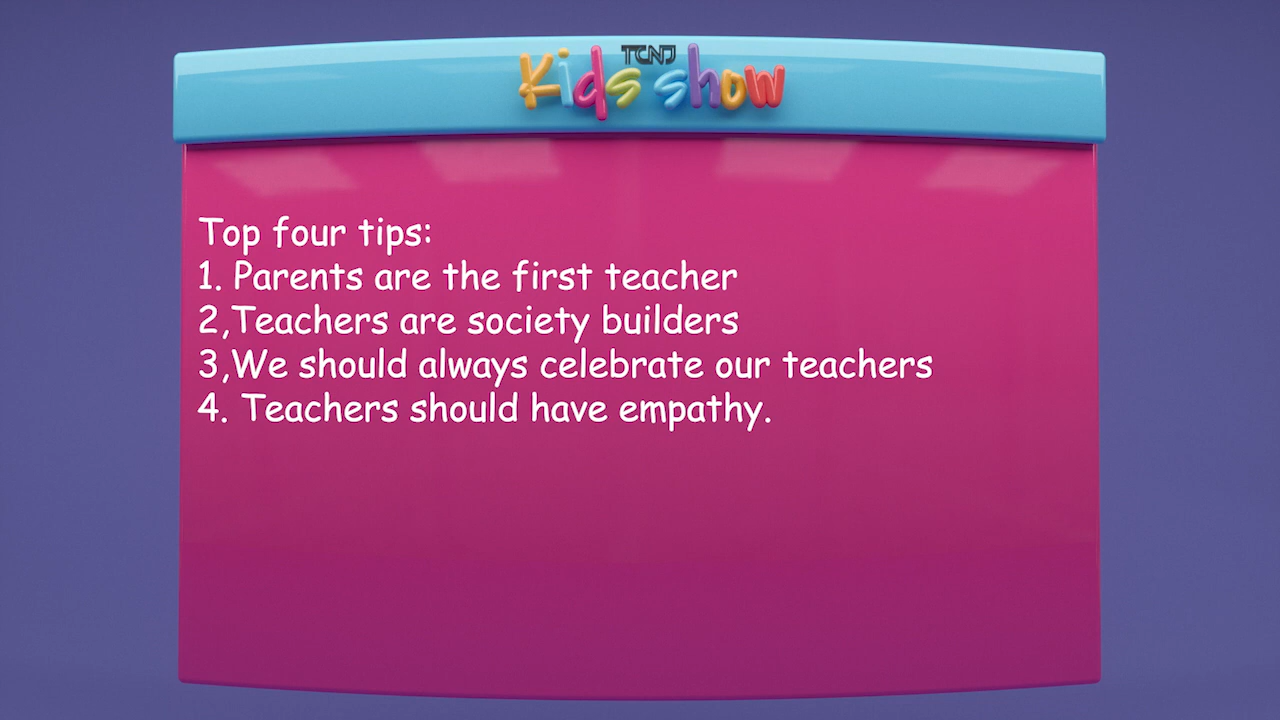 TCNJ
Kids show
Top four tips:
1. Parents are the first teacher
2,Teachers are society builders
3,We should always celebrate our teachers
4. Teachers should have empathy.